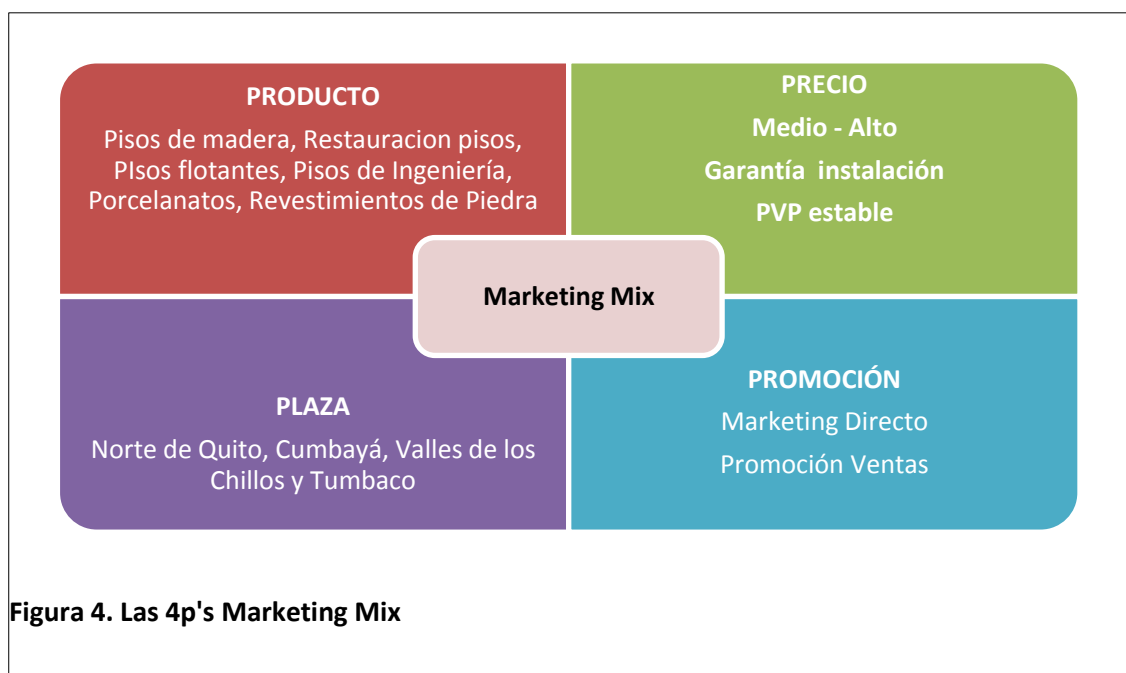 PRODUCTO
Pisos de madera, Restauracion pisos,
PIsos flotantes, Pisos de Ingeniería,
Porcelanatos, Revestimientos de Piedra
PRECIO
Medio - Alto
Garantía instalación
PVP estable
Marketing Mix
PLAZA
Norte de Quito, Cumbayá, Valles de los
Chillos y Tumbaco
PROMOCIÓN
Marketing Directo
Promoción Ventas
Figura 4. Las 4p's Marketing Mix